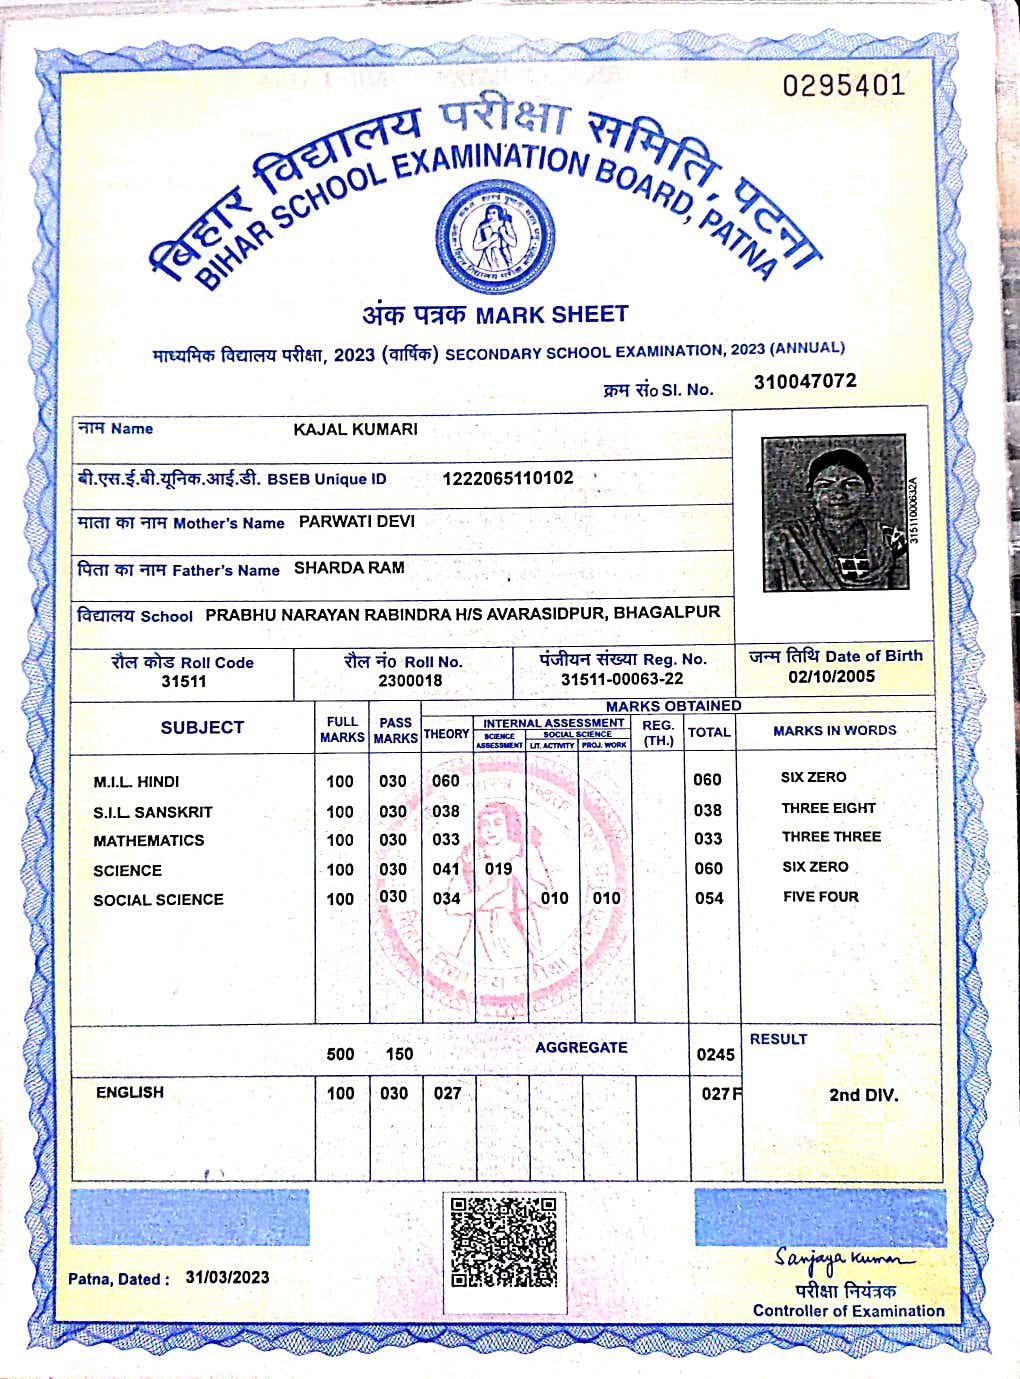 0295401
बिहार विद्यालय परीक्षा समिति, पटना
BIHAR SCHOOL EXAMINATION BOARD, PATNA
अंक पत्रक MARK SHEET
माध्यमिक विद्यालय परीक्षा, 2023 (वार्षिक) SECONDARY SCHOOL EXAMINATION, 2023 (ANNUAL)
क्रम सं० Sl. No. 310047072
नाम Name KAJAL KUMARI
बी.एस.ई.बी.यूनिक.आई.डी. BSEB Unique ID 1222065110102
माता का नाम Mother's Name PARWATI DEVI
पिता का नाम Father's Name SHARDA RAM
विद्यालय School PRABHU NARAYAN RABINDRA H/S AVARASIDPUR, BHAGALPUR
31511000632A
रौल कोड Roll Code रौल नं० Roll No. पंजीयन संख्या Reg. No. जन्म तिथि Date of Birth
31511 2300018 31511-00063-22 02/10/2005
MARKS OBTAINED
SUBJECT FULL MARKS PASS MARKS THEORY INTERNAL ASSESSMENT REG. (TH.) TOTAL MARKS IN WORDS
SCIENCE ASSESSMENT SOCIAL SCIENCE
LIT. ACTIVITY PROJ. WORK
M.I.L. HINDI 100 030 060 060 SIX ZERO
S.I.L. SANSKRIT 100 030 038 038 THREE EIGHT
MATHEMATICS 100 030 033 033 THREE THREE
SCIENCE 100 030 041 019 060 SIX ZERO
SOCIAL SCIENCE 100 030 034 010 010 054 FIVE FOUR
500 150 AGGREGATE 0245 RESULT
ENGLISH 100 030 027 027F 2nd DIV.
Sanjaya Kumar
Patna, Dated : 31/03/2023
परीक्षा नियंत्रक
Controller of Examination